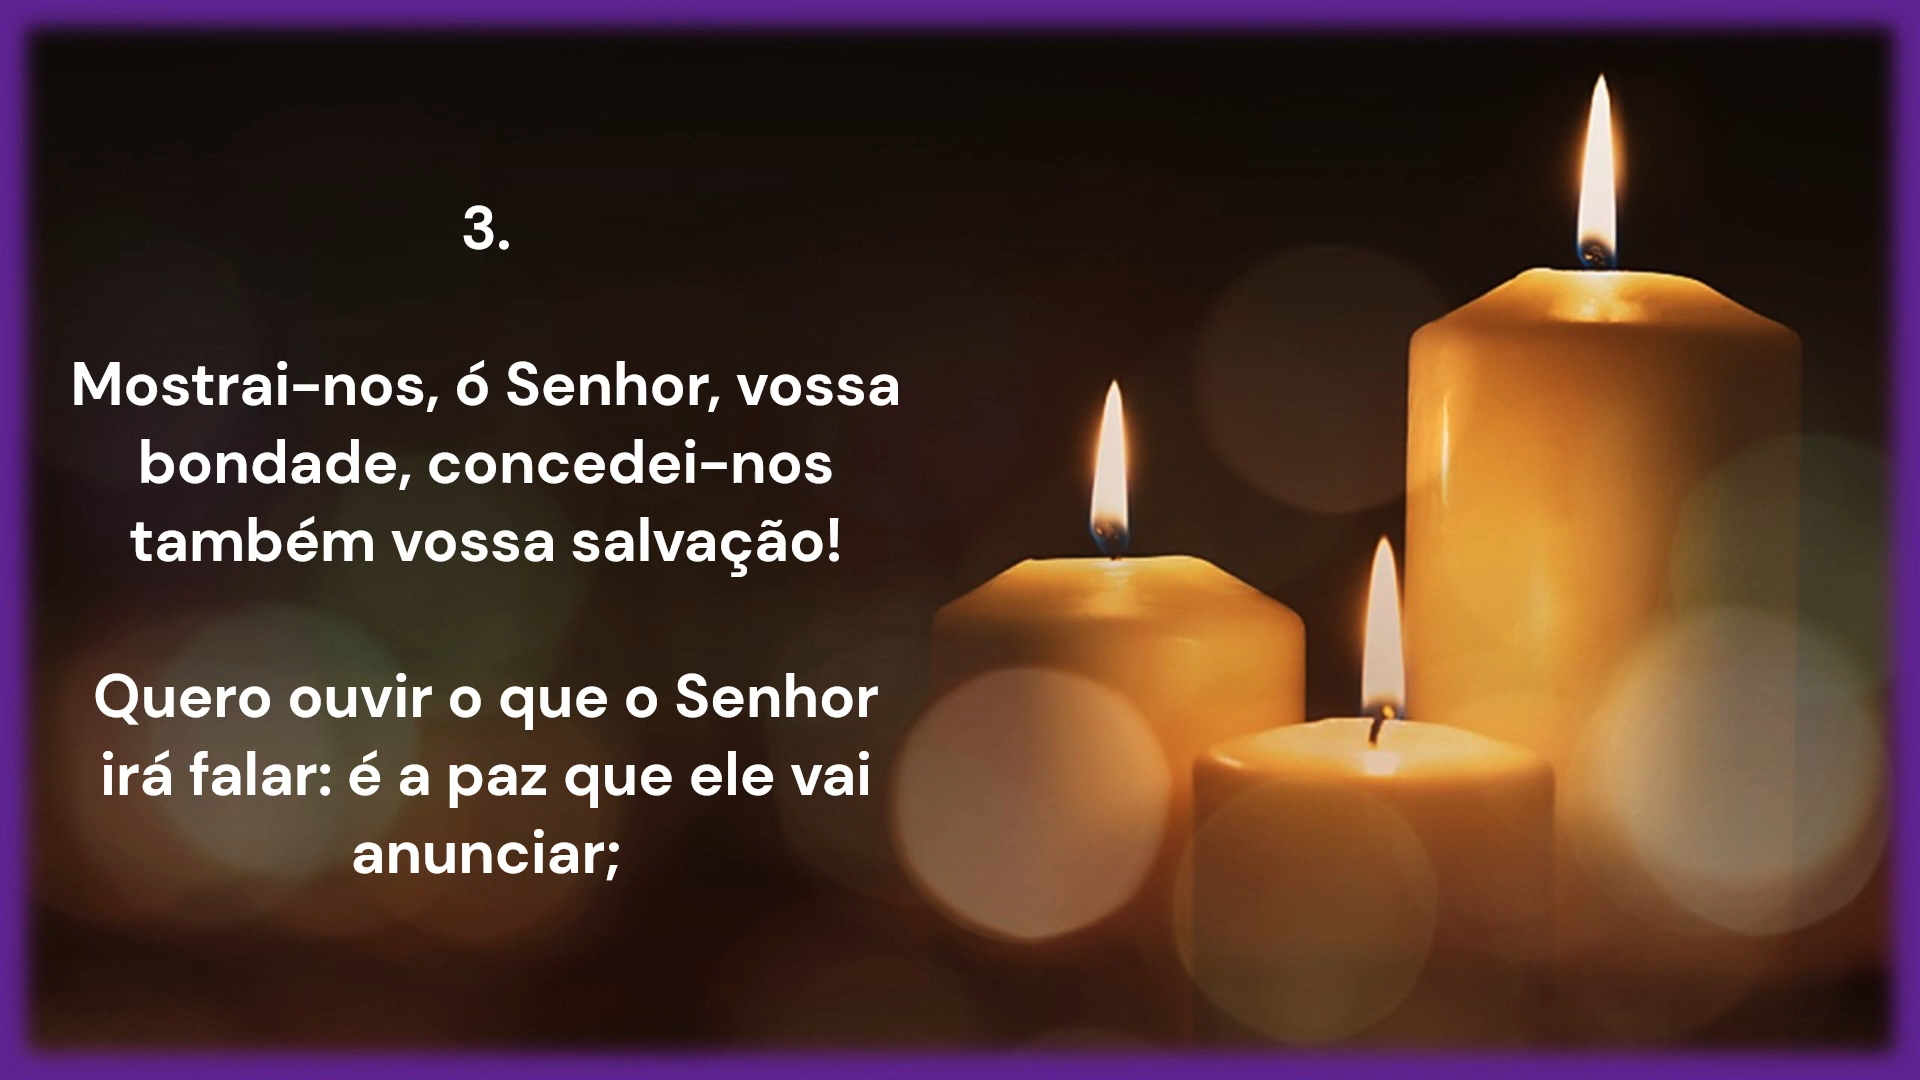 3.
Mostrai-nos, ó Senhor, vossa
bondade, concedei-nos
também vossa salvação!
Quero ouvir o que o Senhor
irá falar: é a paz que ele vai
anunciar;